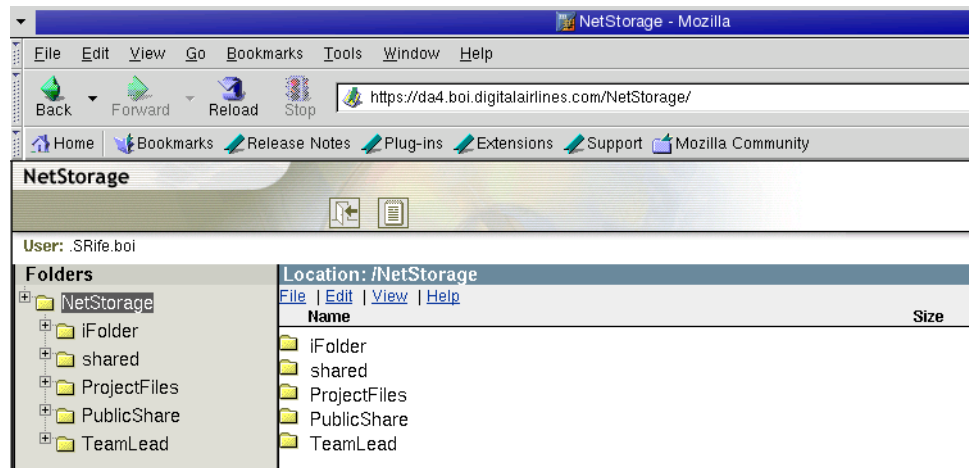 NetStorage - Mozilla
File Edit View Go Bookmarks Tools Window Help
Back Forward Reload Stop https://da4.boi.digitalairlines.com/NetStorage/
Home Bookmarks Release Notes Plug-ins Extensions Support Mozilla Community
NetStorage
User: .SRife.boi
Folders
NetStorage
iFolder
shared
ProjectFiles
PublicShare
TeamLead
Location: /NetStorage
File | Edit | View | Help
Name Size
iFolder
shared
ProjectFiles
PublicShare
TeamLead